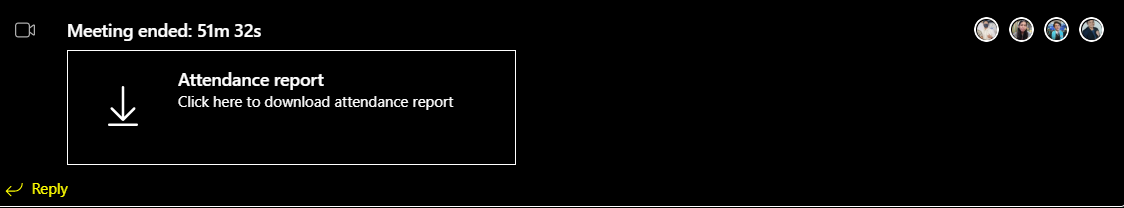 Meeting ended: 51m 32s
Attendance report
Click here to download attendance report
Reply